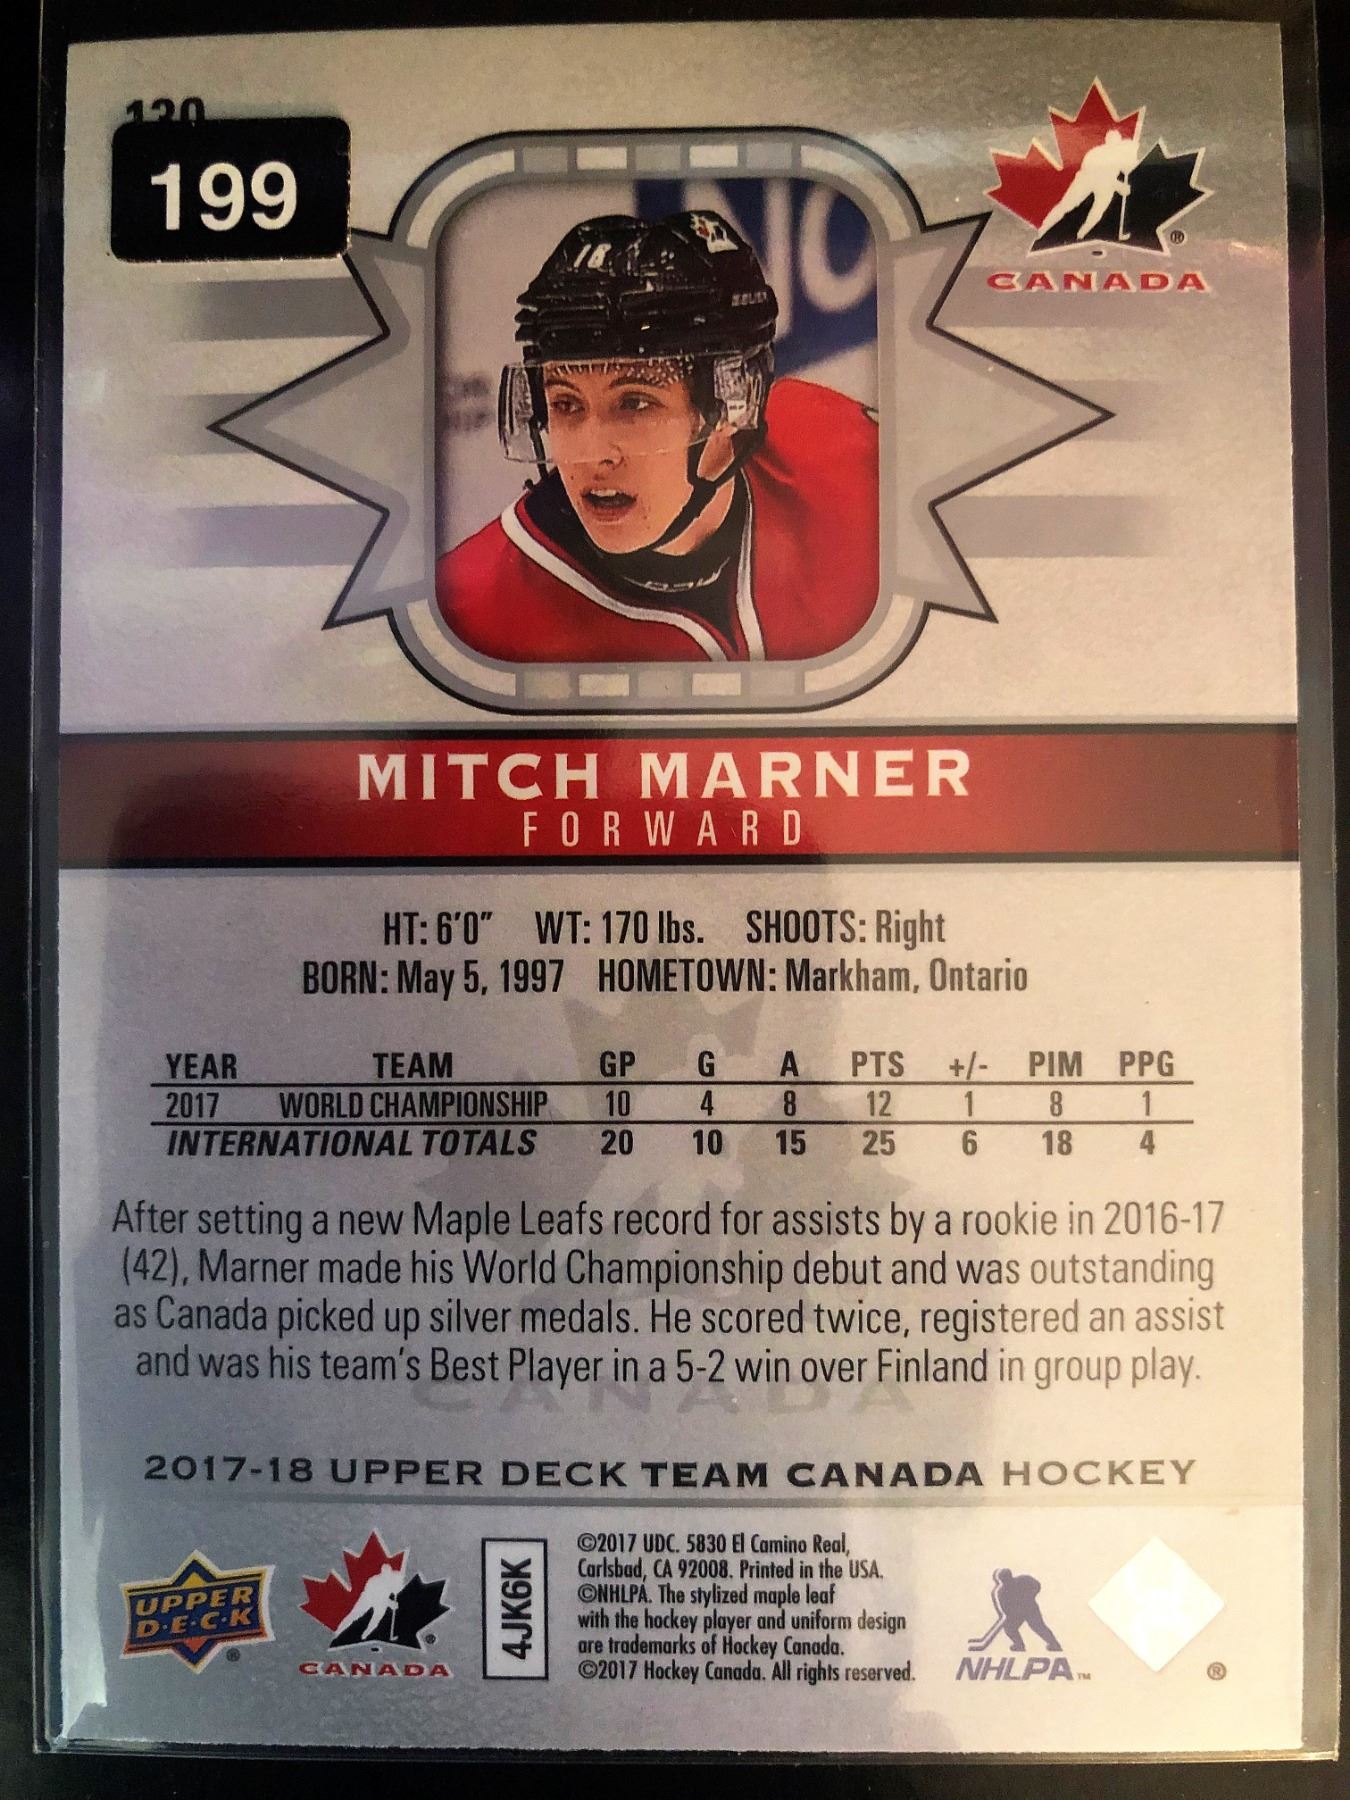 130
199
CANADA
®
MITCH MARNER
FORWARD
HT: 6'0" WT: 170 lbs. SHOOTS: Right
BORN: May 5, 1997 HOMETOWN: Markham, Ontario
YEAR TEAM GP G A PTS +/- PIM PPG
2017 WORLD CHAMPIONSHIP 10 4 8 12 1 8 1
INTERNATIONAL TOTALS 20 10 15 25 6 18 4
After setting a new Maple Leafs record for assists by a rookie in 2016-17
(42), Marner made his World Championship debut and was outstanding
as Canada picked up silver medals. He scored twice, registered an assist
and was his team's Best Player in a 5-2 win over Finland in group play.
CANADA
2017-18 UPPER DECK TEAM CANADA HOCKEY
UPPER
D·E·C·K
®
CANADA
®
4JK6K
©2017 UDC. 5830 El Camino Real,
Carlsbad, CA 92008. Printed in the USA.
©NHLPA. The stylized maple leaf
with the hockey player and uniform design
are trademarks of Hockey Canada.
©2017 Hockey Canada. All rights reserved.
NHLPA™
®